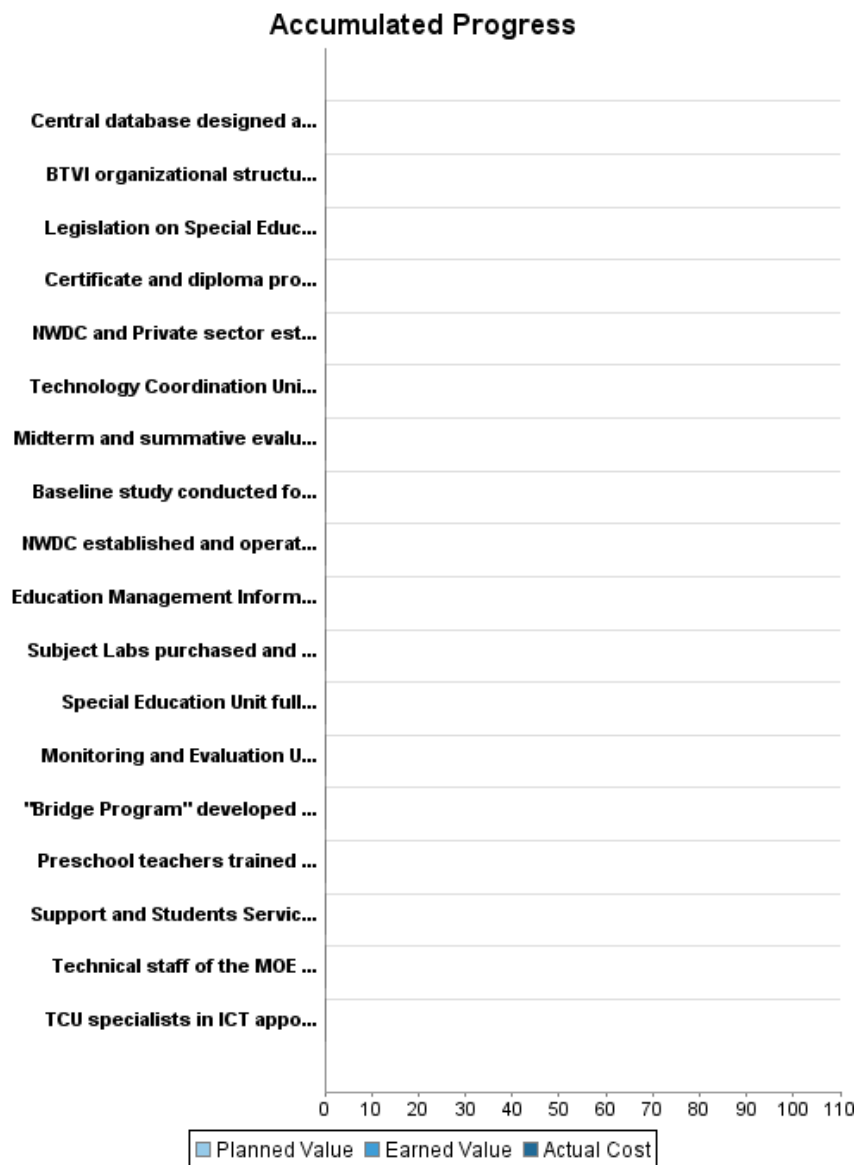 Accumulated Progress
Central database designed a...
BTVI organizational structu...
Legislation on Special Educ...
Certificate and diploma pro...
NWDC and Private sector est...
Technology Coordination Uni...
Midterm and summative evalu...
Baseline study conducted fo...
NWDC established and operat...
Education Management Inform...
Subject Labs purchased and ...
Special Education Unit full...
Monitoring and Evaluation U...
"Bridge Program" developed ...
Preschool teachers trained ...
Support and Students Servic...
Technical staff of the MOE ...
TCU specialists in ICT appo...
0 10 20 30 40 50 60 70 80 90 100 110
Planned Value Earned Value Actual Cost